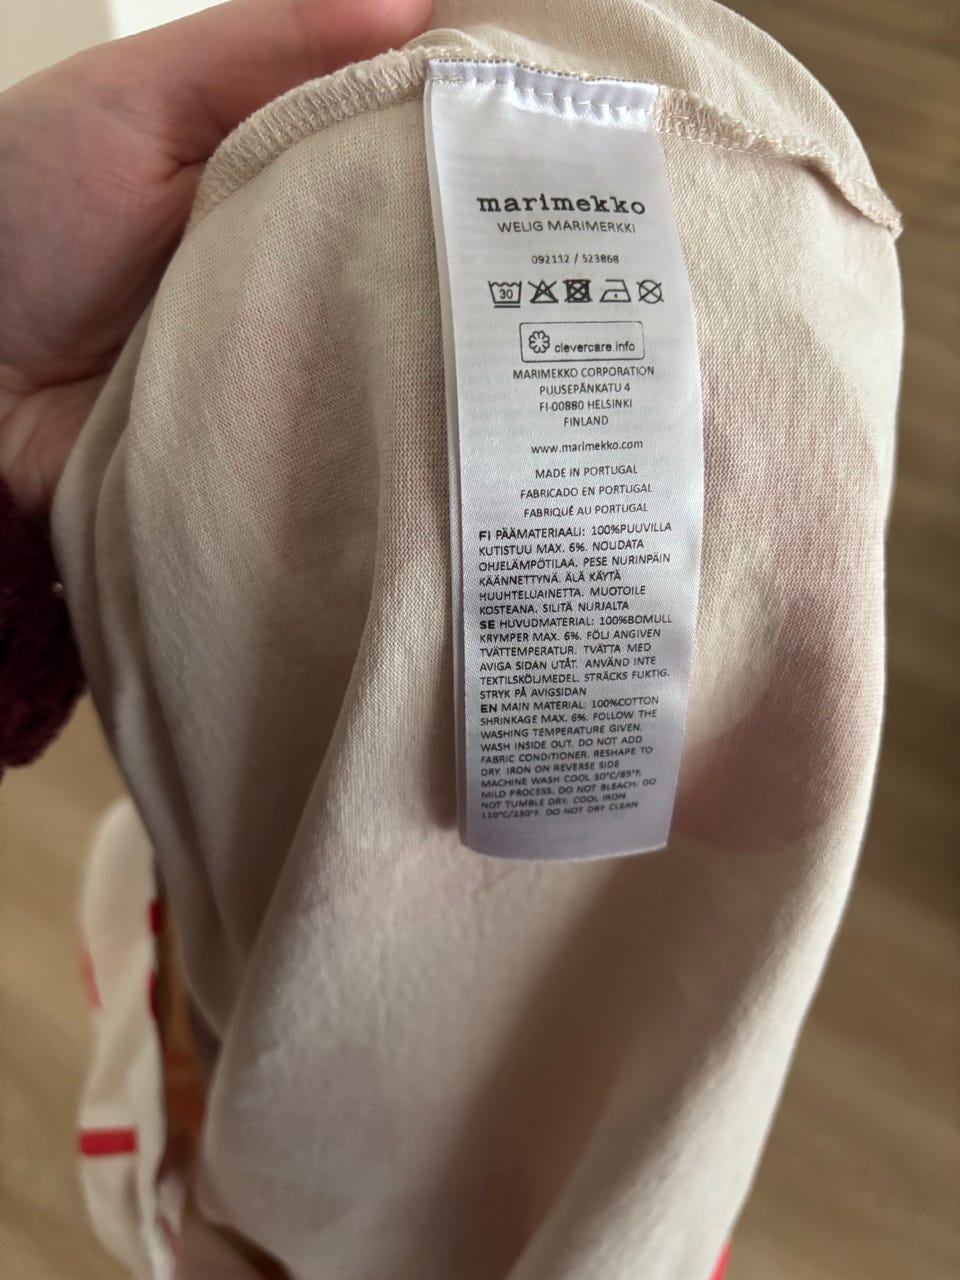 marimekko
WELIG MARIMERKKI
092112 / 523868
30
clevercare.info
MARIMEKKO CORPORATION
PUUSEPÄNKATU 4
FI-00880 HELSINKI
FINLAND
www.marimekko.com
MADE IN PORTUGAL
FABRICADO EN PORTUGAL
FABRIQUÉ AU PORTUGAL
FI PÄÄMATERIAALI: 100%PUUVILLA
KUTISTUU MAX. 6%. NOUDATA
OHJELÄMPÖTILAA. PESE NURINPÄIN
KÄÄNNETTYNÄ. ÄLÄ KÄYTÄ
HUUHTELUAINETTA. MUOTOILE
KOSTEANA. SILITÄ NURJALTA
SE HUVUDMATERIAL: 100%BOMULL
KRYMPER MAX. 6%. FÖLJ ANGIVEN
TVÄTTEMPERATUR. TVÄTTA MED
AVIGA SIDAN UTÅT. ANVÄND INTE
TEXTILSKÖLJMEDEL. STRÄCKS FUKTIG.
STRYK PÅ AVIGSIDAN
EN MAIN MATERIAL: 100%COTTON
SHRINKAGE MAX. 6%. FOLLOW THE
WASHING TEMPERATURE GIVEN.
WASH INSIDE OUT. DO NOT ADD
FABRIC CONDITIONER. RESHAPE TO
DRY. IRON ON REVERSE SIDE
MACHINE WASH COOL 30°C/85°F,
MILD PROCESS. DO NOT BLEACH. DO
NOT TUMBLE DRY. COOL IRON
110°C/230°F. DO NOT DRY CLEAN